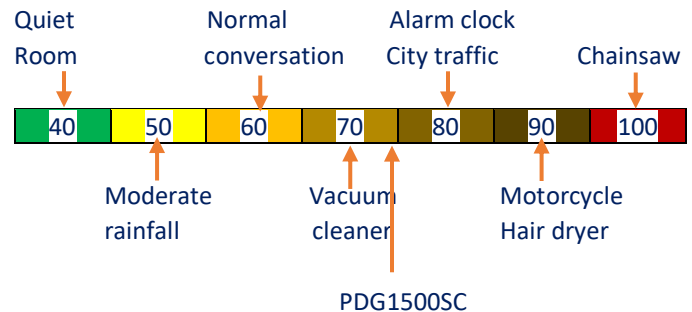 Quiet Room
Normal conversation
Alarm clock
City traffic
Chainsaw
40 50 60 70 80 90 100
Moderate rainfall
Vacuum cleaner
Motorcycle
Hair dryer
PDG1500SC